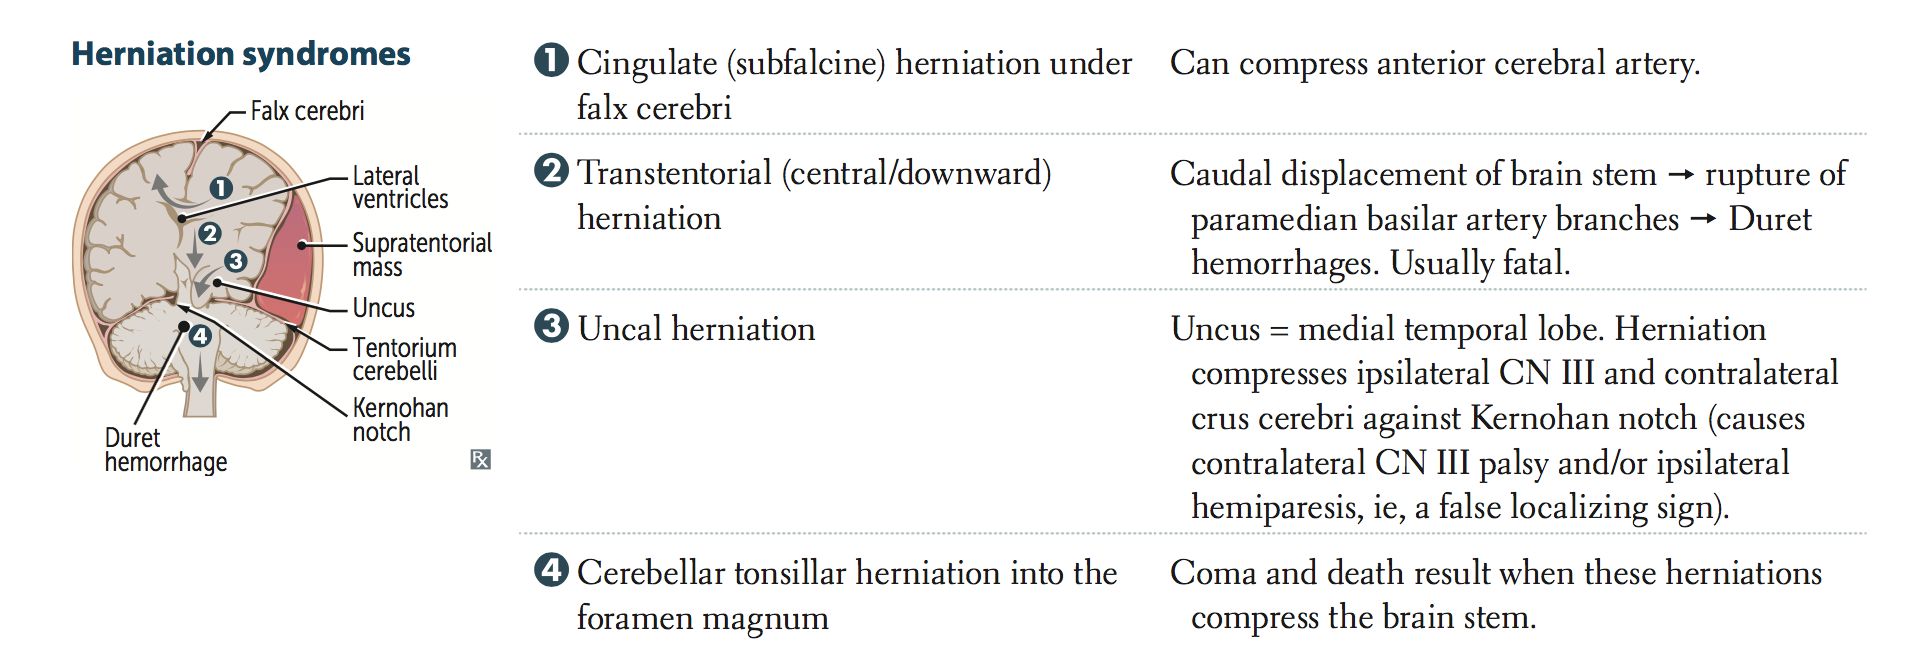 Herniation syndromes
Falx cerebri
Lateral
ventricles
Supratentorial
mass
Uncus
Tentorium
cerebelli
Kernohan
notch
Duret
hemorrhage
1
2
3
4
Rx
1 Cingulate (subfalcine) herniation under
falx cerebri
Can compress anterior cerebral artery.
2 Transtentorial (central/downward)
herniation
Caudal displacement of brain stem → rupture of
paramedian basilar artery branches → Duret
hemorrhages. Usually fatal.
3 Uncal herniation
Uncus = medial temporal lobe. Herniation
compresses ipsilateral CN III and contralateral
crus cerebri against Kernohan notch (causes
contralateral CN III palsy and/or ipsilateral
hemiparesis, ie, a false localizing sign).
4 Cerebellar tonsillar herniation into the
foramen magnum
Coma and death result when these herniations
compress the brain stem.